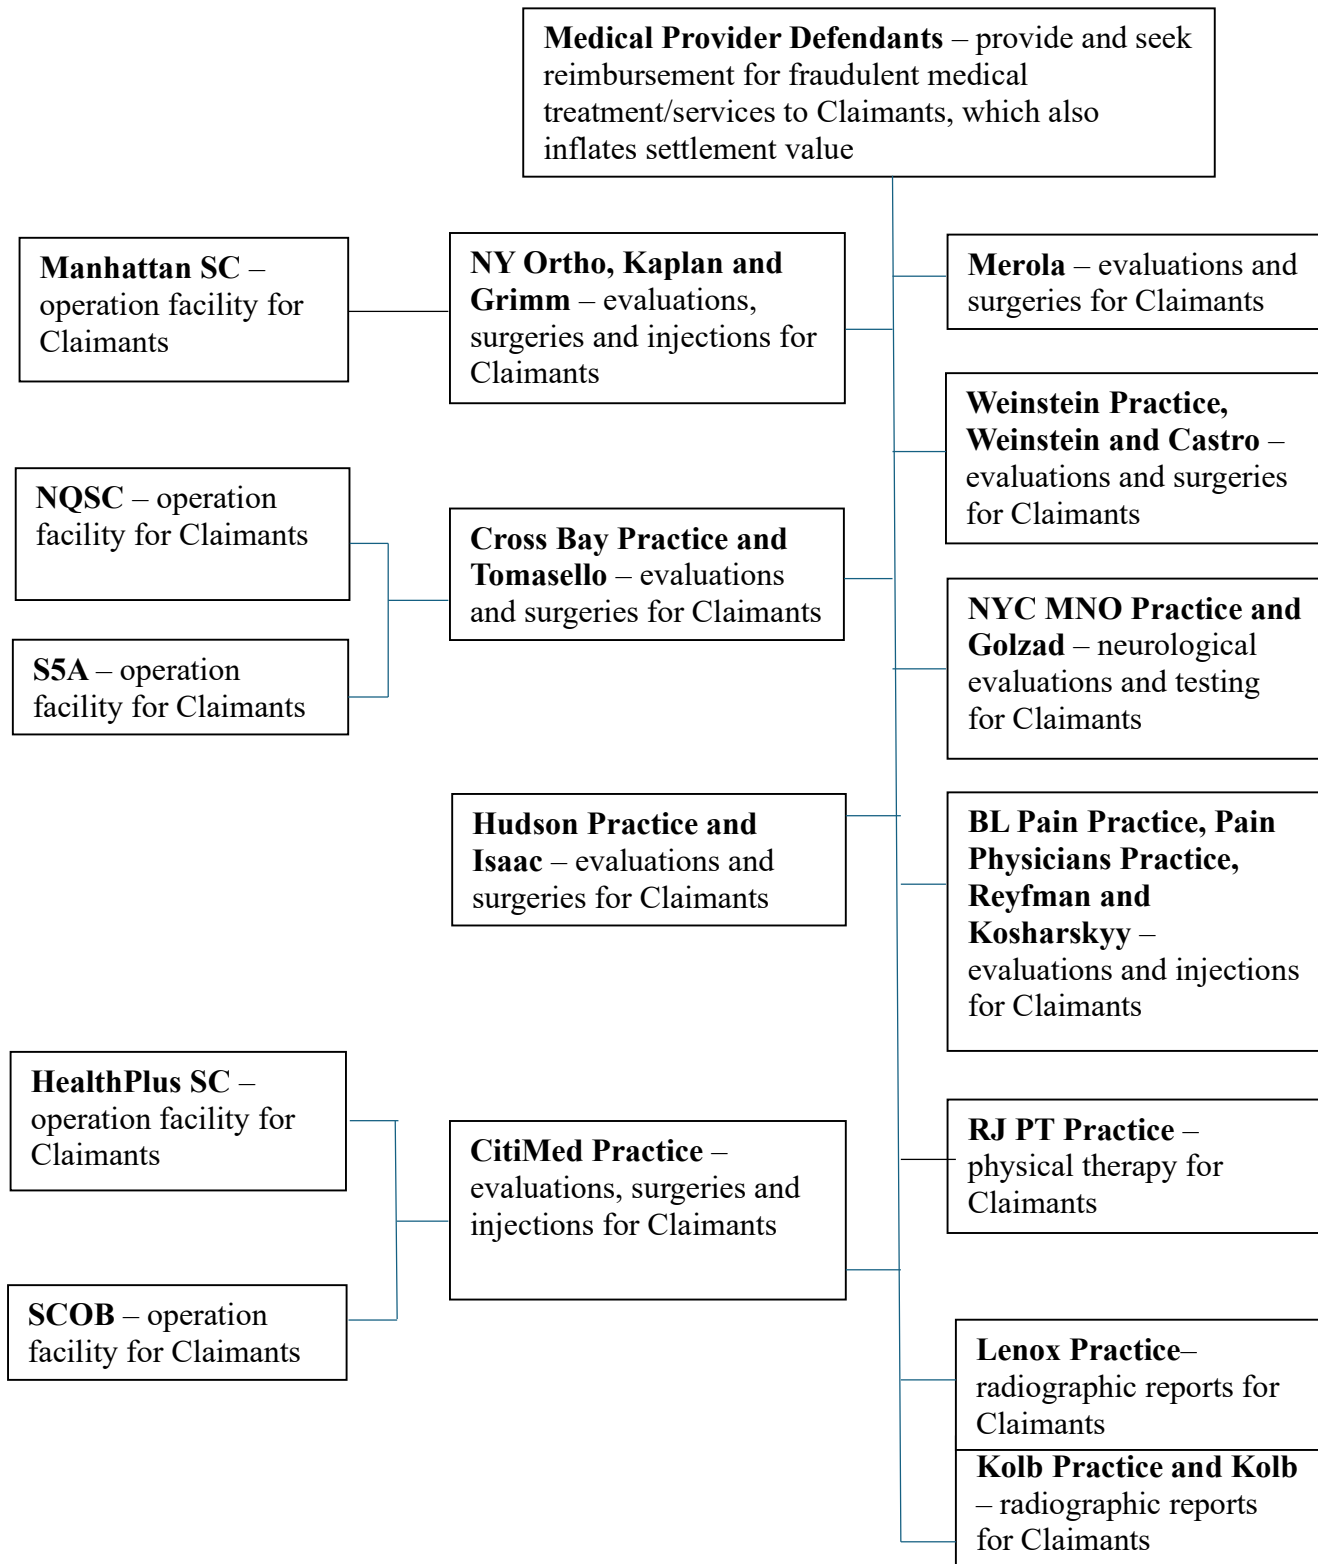 Medical Provider Defendants – provide and seek
reimbursement for fraudulent medical
treatment/services to Claimants, which also
inflates settlement value
Manhattan SC –
operation facility for
Claimants
NY Ortho, Kaplan and
Grimm – evaluations,
surgeries and injections for
Claimants
Merola – evaluations and
surgeries for Claimants
Weinstein Practice,
Weinstein and Castro –
evaluations and surgeries
for Claimants
NQSC – operation
facility for Claimants
Cross Bay Practice and
Tomasello – evaluations
and surgeries for Claimants
S5A – operation
facility for Claimants
NYC MNO Practice and
Golzad – neurological
evaluations and testing
for Claimants
Hudson Practice and
Isaac – evaluations and
surgeries for Claimants
BL Pain Practice, Pain
Physicians Practice,
Reyfman and
Kosharskyy –
evaluations and injections
for Claimants
HealthPlus SC –
operation facility for
Claimants
CitiMed Practice –
evaluations, surgeries and
injections for Claimants
RJ PT Practice –
physical therapy for
Claimants
SCOB – operation
facility for Claimants
Lenox Practice–
radiographic reports for
Claimants
Kolb Practice and Kolb
– radiographic reports
for Claimants